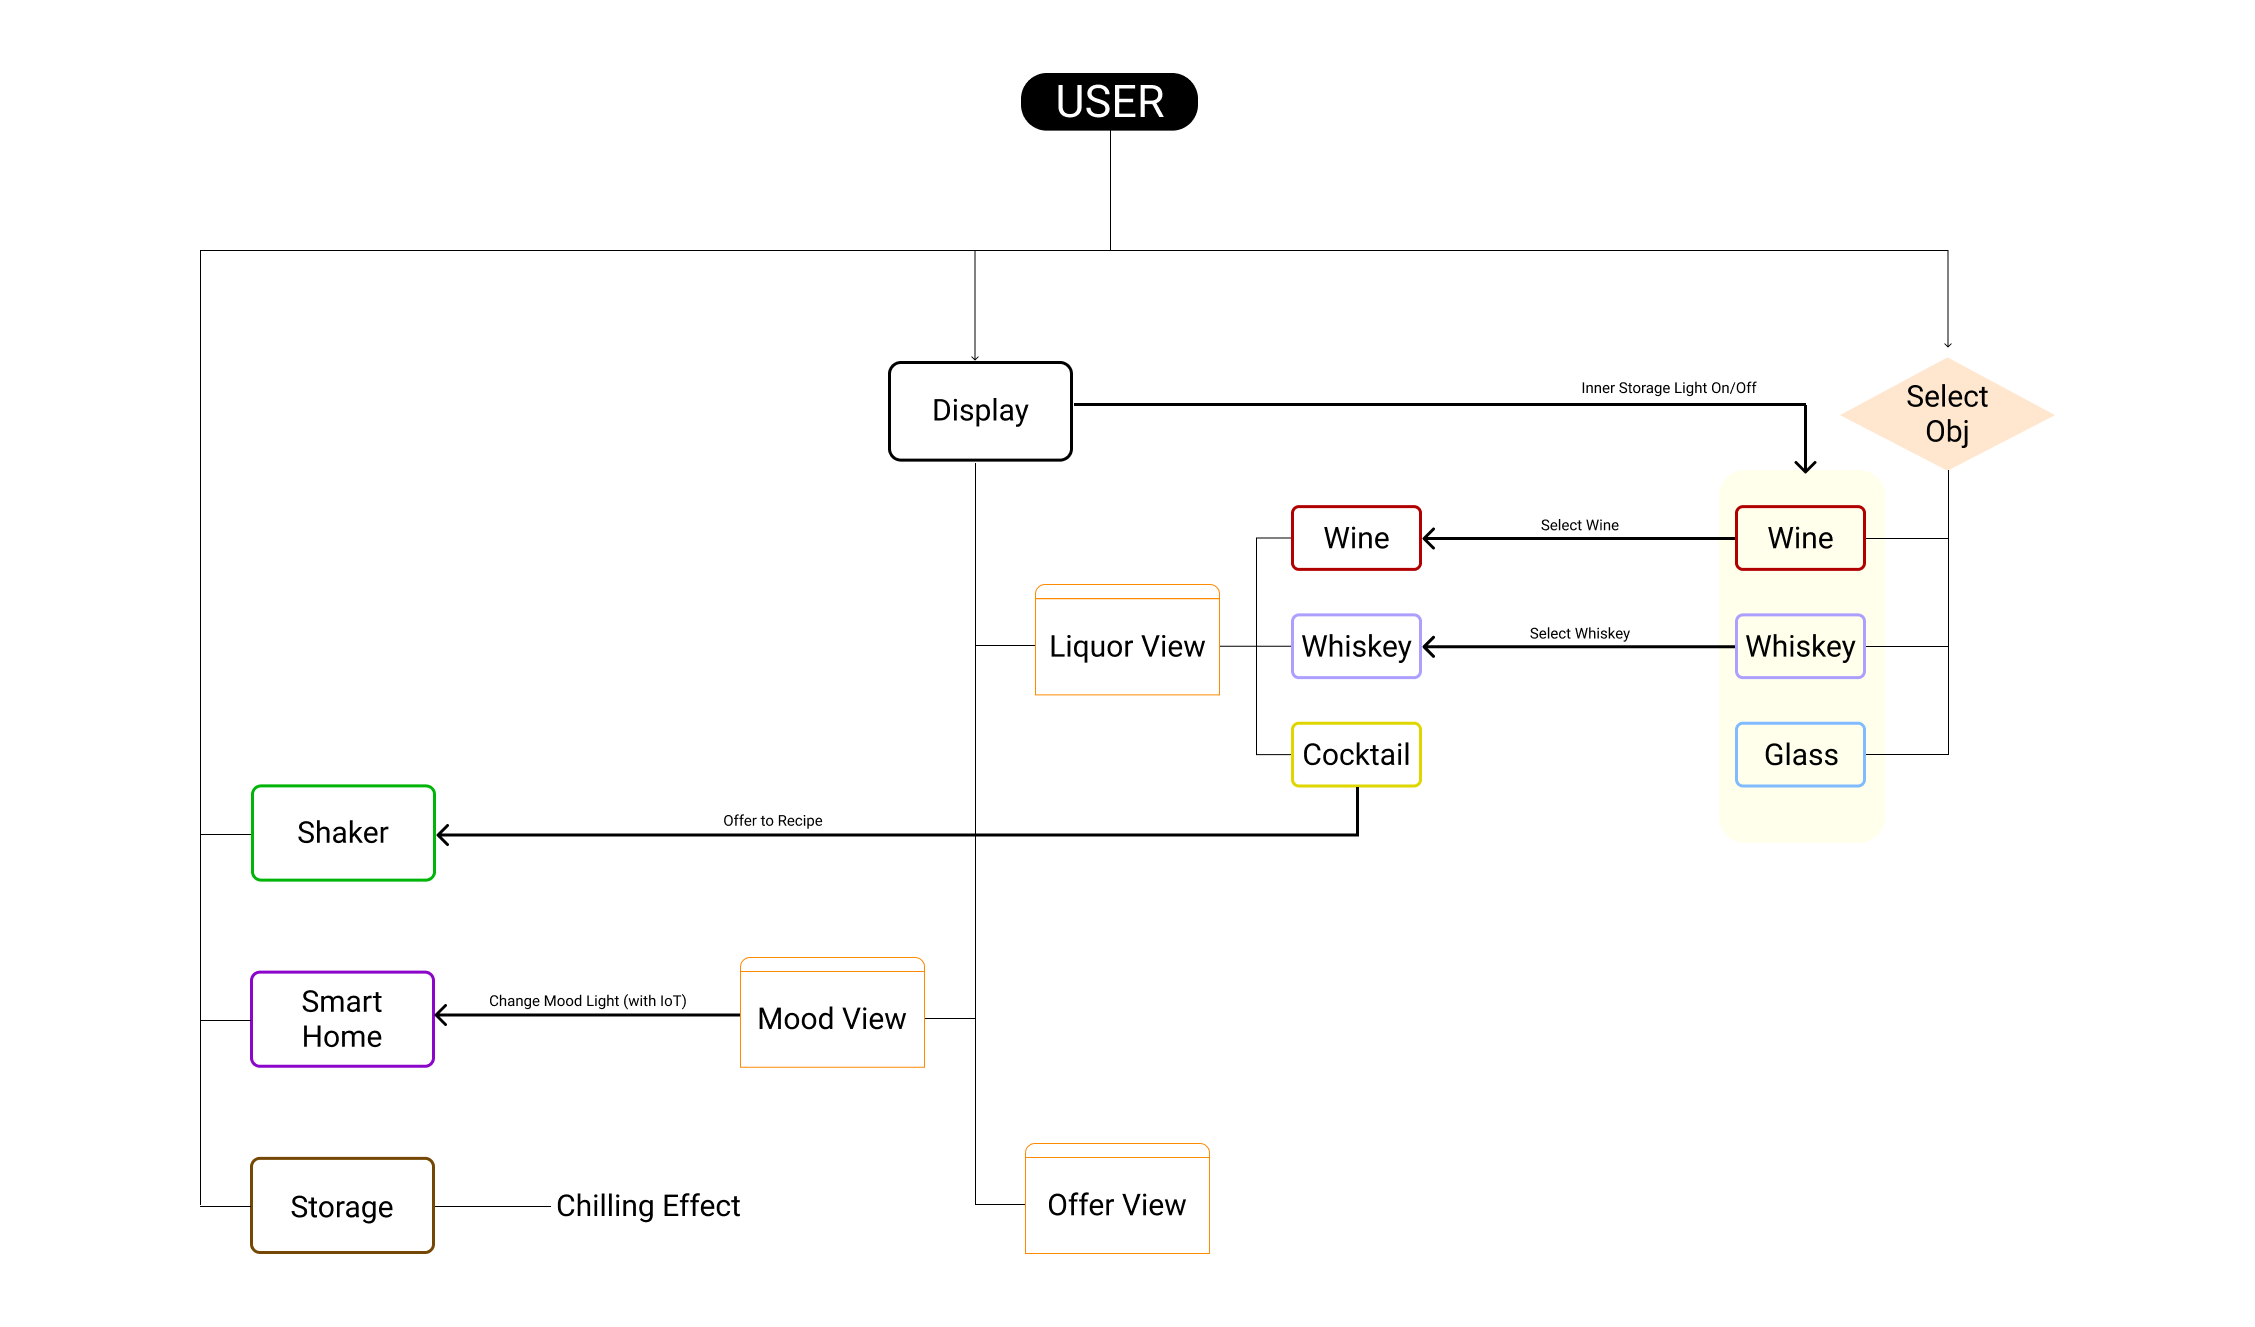 USER
Display
Inner Storage Light On/Off
Select
Obj
Wine
Select Wine
Wine
Liquor View
Whiskey
Select Whiskey
Whiskey
Cocktail
Glass
Shaker
Offer to Recipe
Smart
Home
Change Mood Light (with IoT)
Mood View
Storage
Chilling Effect
Offer View